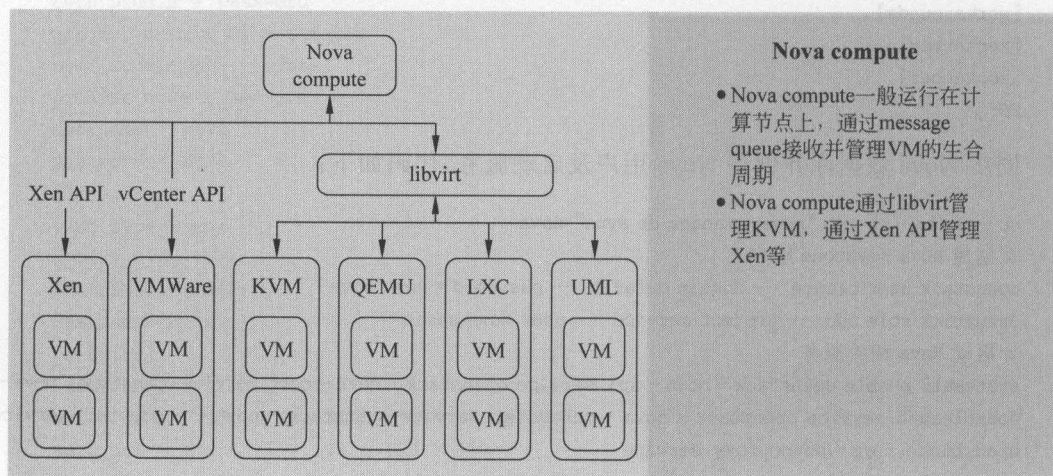 Nova
compute
libvirt
Xen API
vCenter API
Xen
VMWare
KVM
QEMU
LXC
UML
VM
VM
VM
VM
VM
VM
VM
VM
VM
VM
VM
VM
Nova compute
●Nova compute一般运行在计
算节点上，通过message
queue接收并管理VM的生合
周期
●Nova compute通过libvirt管
理KVM，通过Xen API管理
Xen等